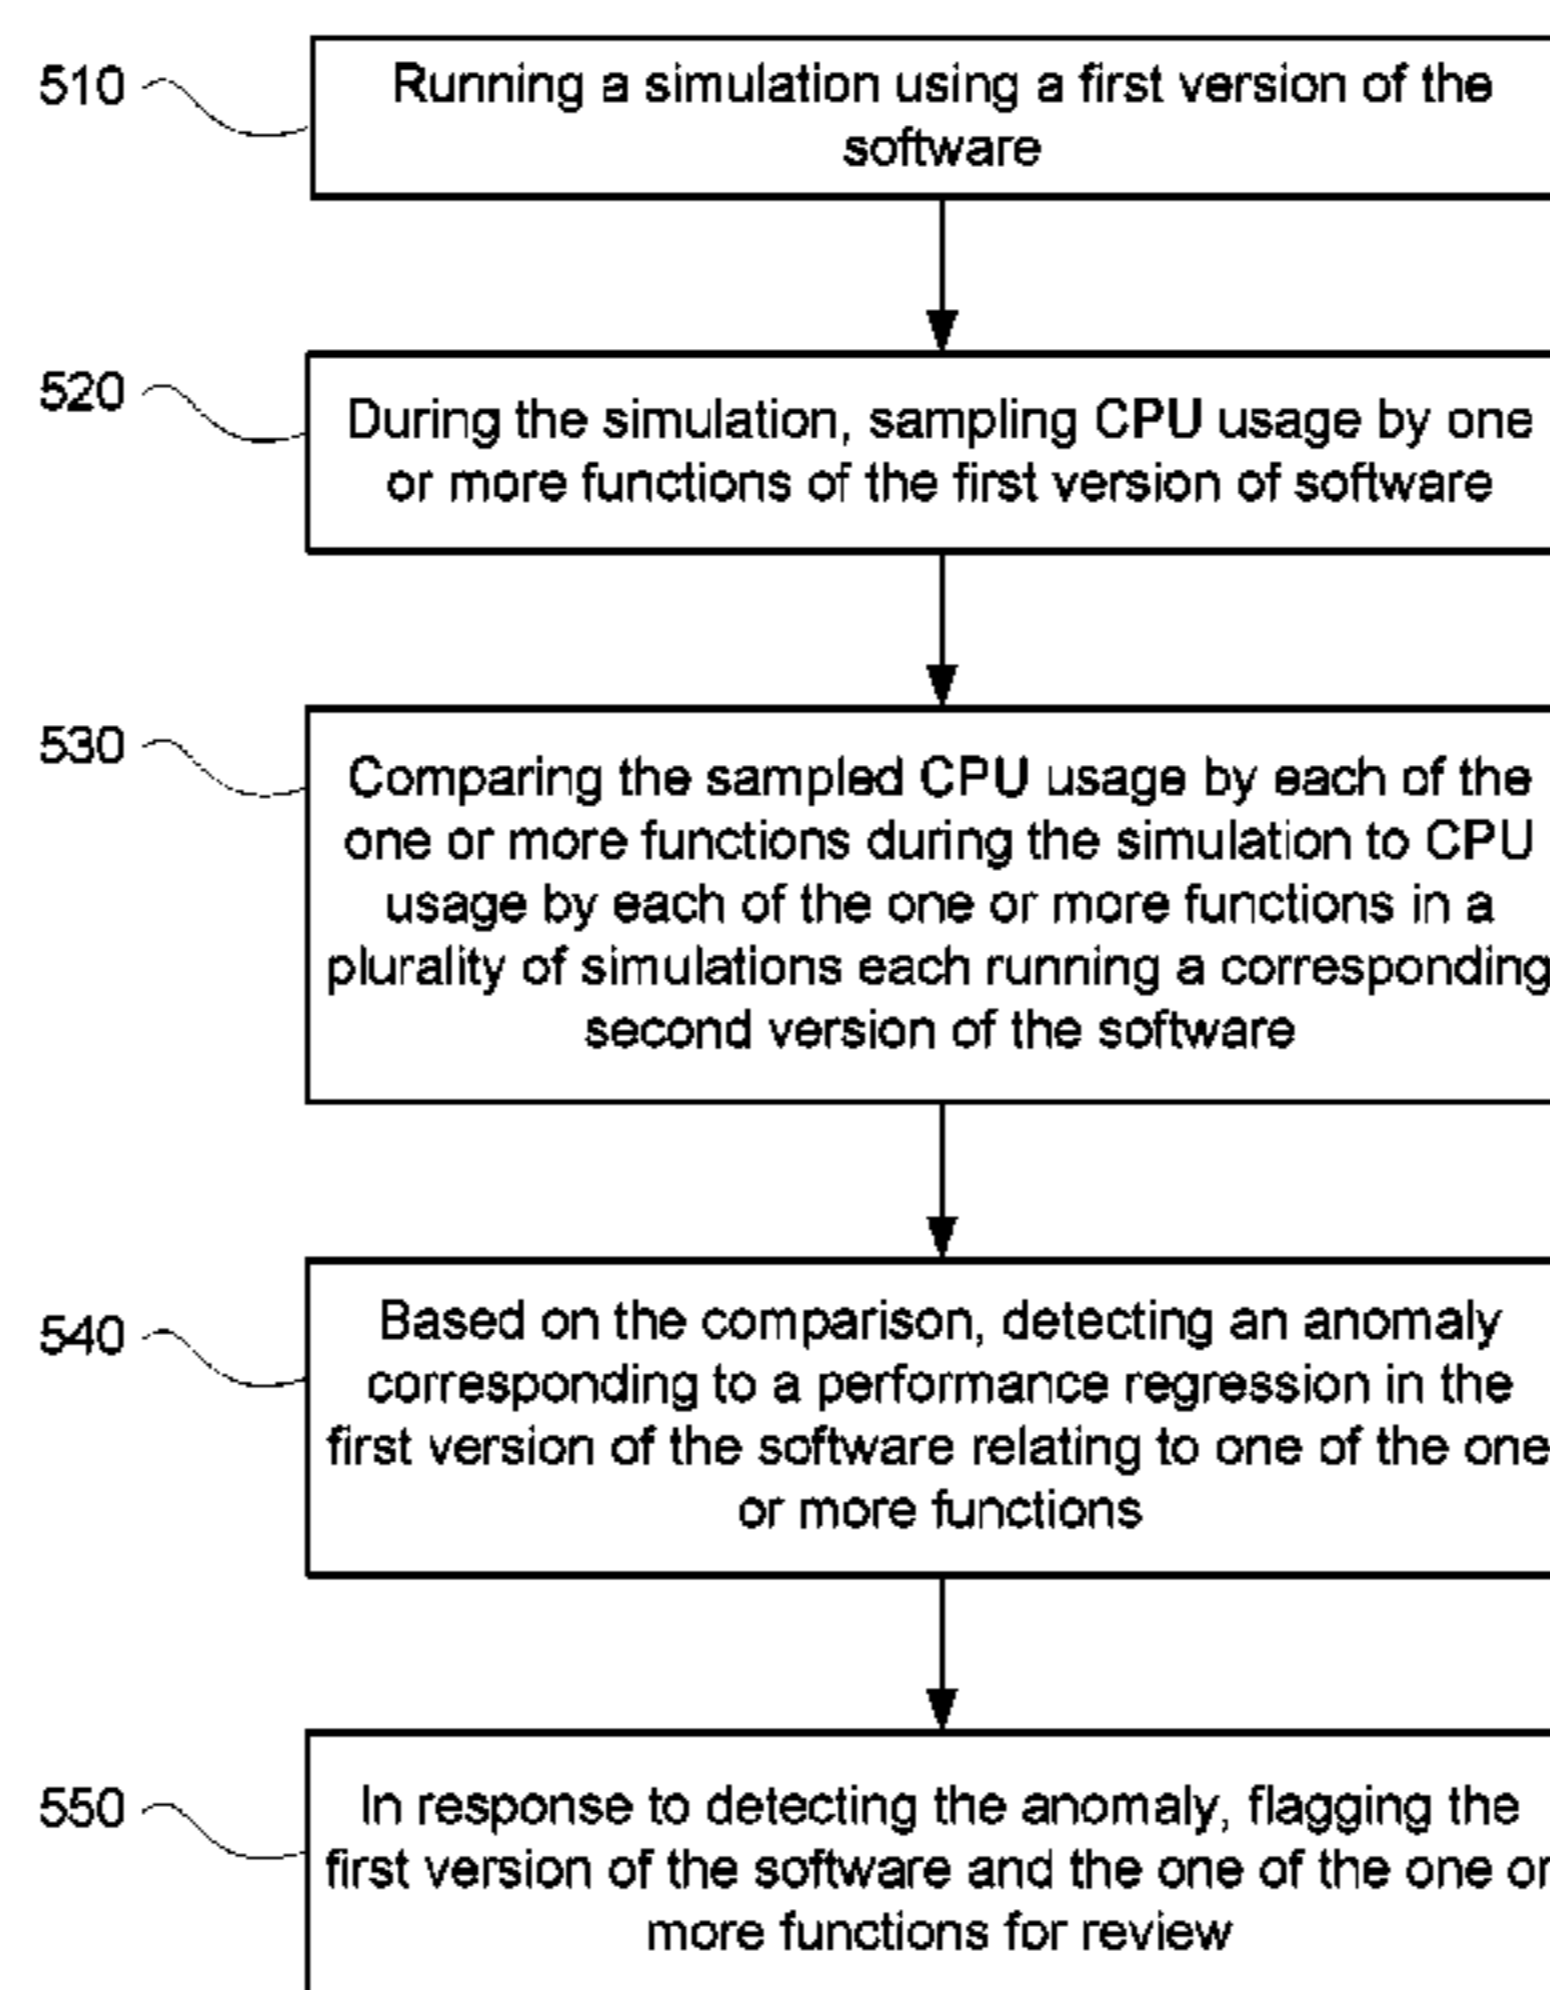 510
Running a simulation using a first version of the
software
520
During the simulation, sampling CPU usage by one
or more functions of the first version of software
530
Comparing the sampled CPU usage by each of the
one or more functions during the simulation to CPU
usage by each of the one or more functions in a
plurality of simulations each running a corresponding
second version of the software
540
Based on the comparison, detecting an anomaly
corresponding to a performance regression in the
first version of the software relating to one of the one
or more functions
550
In response to detecting the anomaly, flagging the
first version of the software and the one of the one or
more functions for review